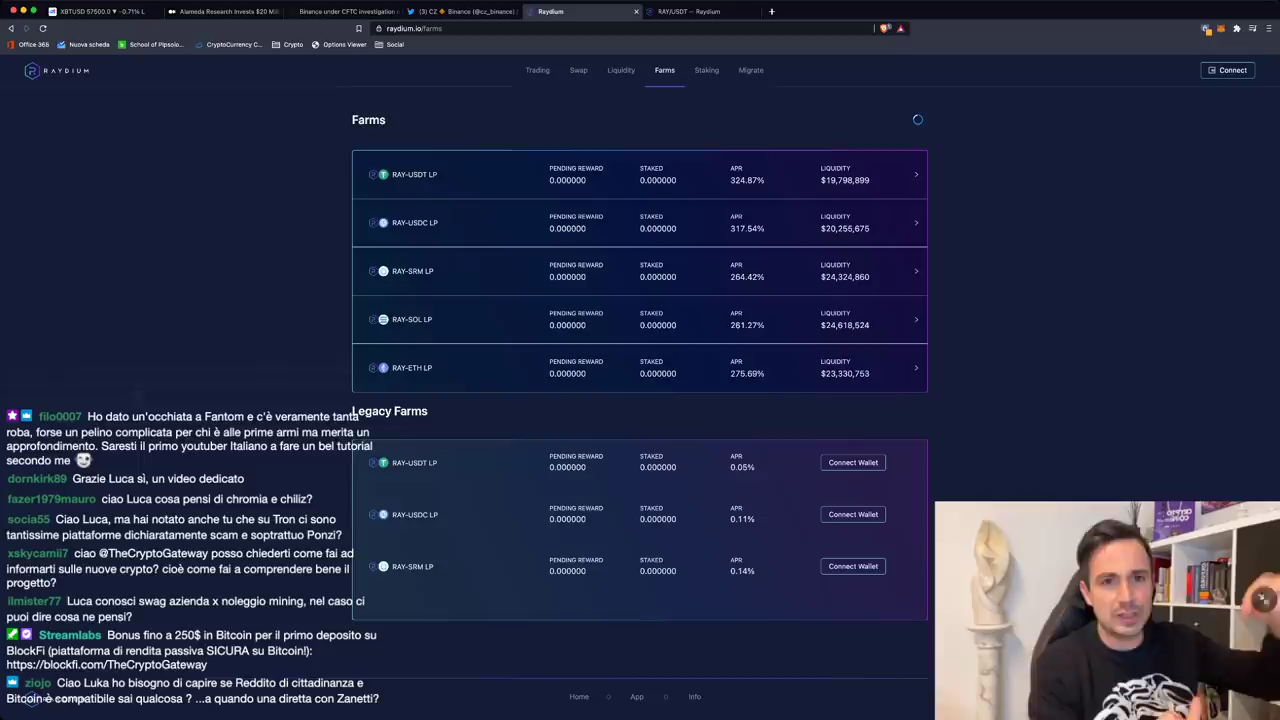 XBTUSD 57500.0 -0.71% L
Alameda Research Invests $20 Mil
Binance under CFTC investigation
(3) CZ Binance (@cz_binance) /
Raydium
RAY/USDT — Raydium
raydium.io/farms
Office 365
Nuova scheda
School of Pipsolo...
CryptoCurrency C...
Crypto
Options Viewer
Social
RAYDIUM
Trading
Swap
Liquidity
Farms
Staking
Migrate
Connect
Farms
RAY-USDT LP
PENDING REWARD
0.000000
STAKED
0.000000
APR
324.87%
LIQUIDITY
$19,798,899
RAY-USDC LP
PENDING REWARD
0.000000
STAKED
0.000000
APR
317.54%
LIQUIDITY
$20,255,675
RAY-SRM LP
PENDING REWARD
0.000000
STAKED
0.000000
APR
264.42%
LIQUIDITY
$24,324,860
RAY-SOL LP
PENDING REWARD
0.000000
STAKED
0.000000
APR
261.27%
LIQUIDITY
$24,618,524
RAY-ETH LP
PENDING REWARD
0.000000
STAKED
0.000000
APR
275.69%
LIQUIDITY
$23,330,753
Legacy Farms
RAY-USDT LP
PENDING REWARD
0.000000
STAKED
0.000000
APR
0.05%
Connect Wallet
RAY-USDC LP
PENDING REWARD
0.000000
STAKED
0.000000
APR
0.11%
Connect Wallet
RAY-SRM LP
PENDING REWARD
0.000000
STAKED
0.000000
APR
0.14%
Connect Wallet
filo0007 Ho dato un'occhiata a Fantom e c'è veramente tanta
roba, forse un pelino complicata per chi è alle prime armi ma merita un
approfondimento. Saresti il primo youtuber Italiano a fare un bel tutorial
secondo me
dornkirk89 Grazie Luca sì, un video dedicato
fazer1979mauro ciao Luca cosa pensi di chromia e chiliz?
socia55 Ciao Luca, ma hai notato anche tu che su Tron ci sono
tantissime piattaforme dichiaratamente scam e soptrattuo Ponzi?
xskycamii7 ciao @TheCryptoGateway posso chiederti come fai ad
informarti sulle nuove crypto? cioè come fai a comprendere bene il
progetto?
ilmister77 Luca conosci swag azienda x noleggio mining, nel caso ci
puoi dire cosa ne pensi?
Streamlabs Bonus fino a 250$ in Bitcoin per il primo deposito su
BlockFi (piattaforma di rendita passiva SICURA su Bitcoin!):
https://blockfi.com/TheCryptoGateway
ziojo Ciao Luka ho bisogno di capire se Reddito di cittadinanza e
Bitcoin è compatibile sai qualcosa ? ...a quando una diretta con Zanetti?
Home
App
Info